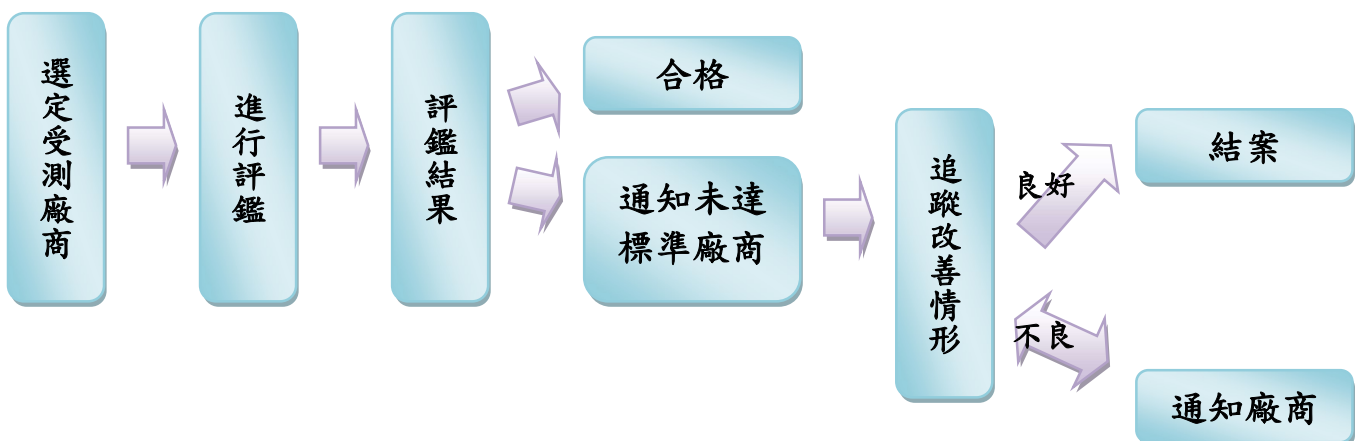 選定受測廠商
進行評鑑
評鑑結果
合格
通知未達
標準廠商
追蹤改善情形
良好
結案
不良
通知廠商